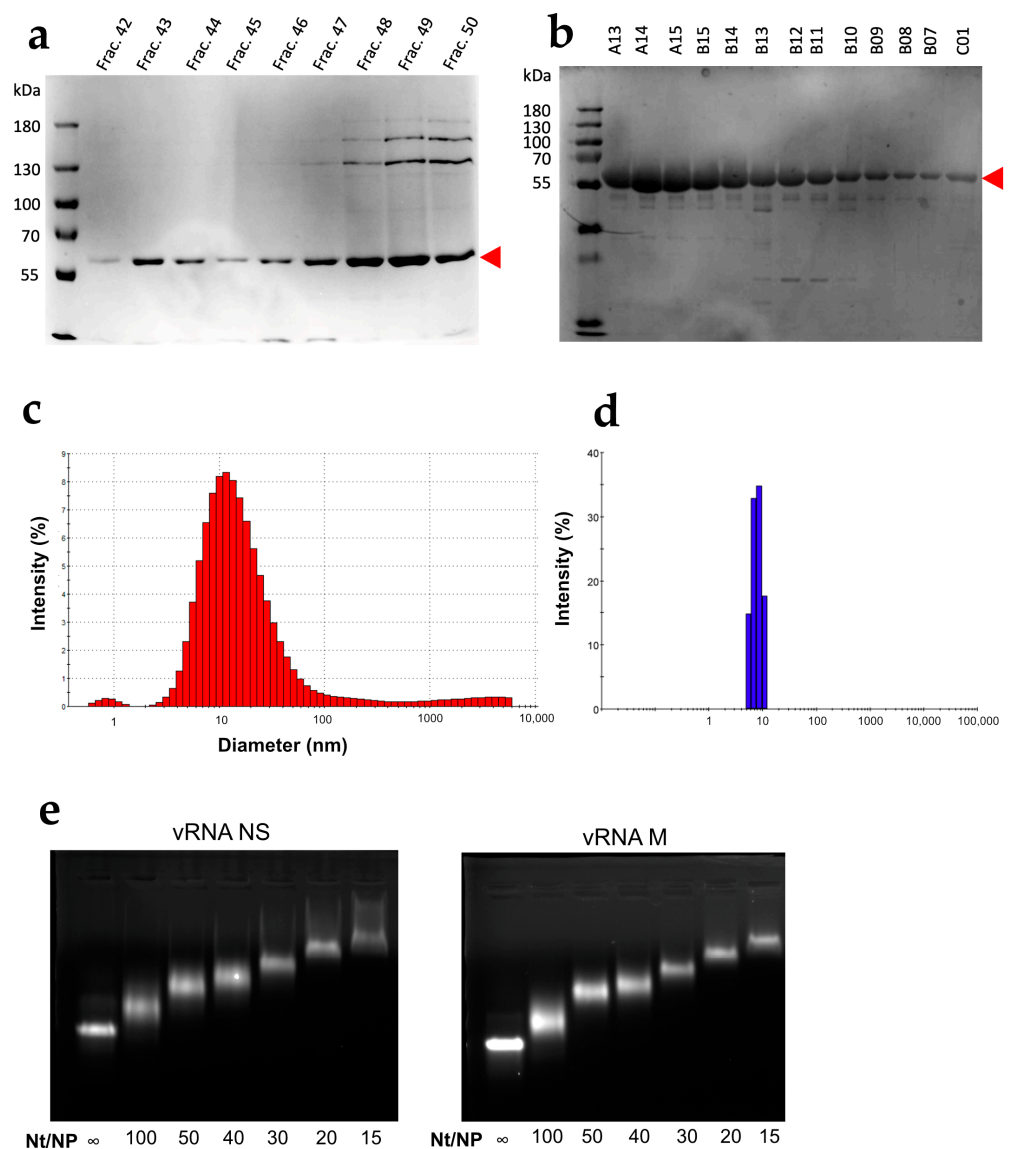 a
Frac. 42 Frac. 43 Frac. 44 Frac. 45 Frac. 46 Frac. 47 Frac. 48 Frac. 49 Frac. 50
kDa
180
130
100
70
55
b
A13 A14 A15 B15 B14 B13 B12 B11 B10 B09 B08 B07 C01
kDa
180
130
100
70
55
c
Intensity (%)
9
8
7
6
5
4
3
2
1
0
1 10 100 1000 10,000
Diameter (nm)
d
Intensity (%)
40
30
20
10
0
1 10 100 1000 10,000 100,000
e
vRNA NS
Nt/NP ∞ 100 50 40 30 20 15
vRNA M
Nt/NP ∞ 100 50 40 30 20 15